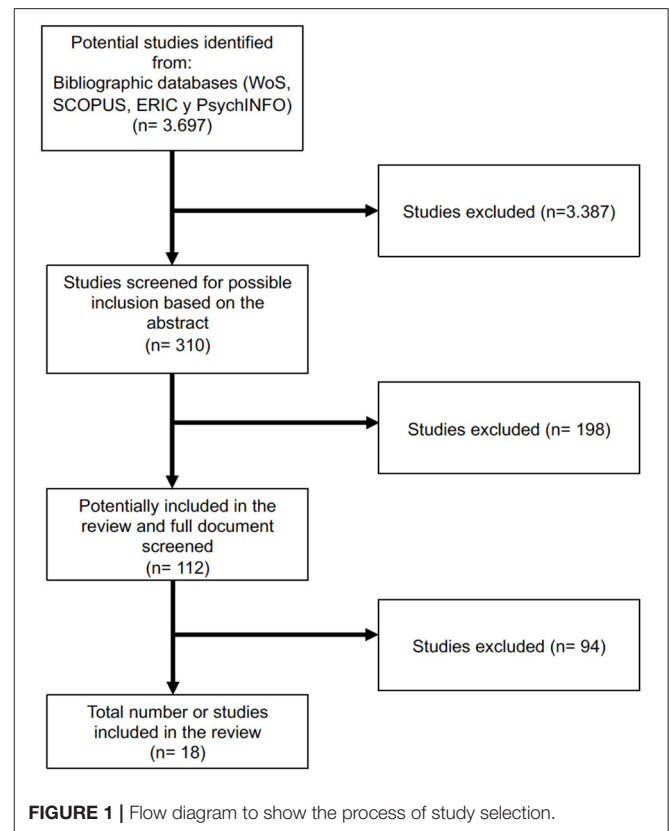 Potential studies identified
from:
Bibliographic databases (WoS,
SCOPUS, ERIC y PsychINFO)
(n= 3.697)
Studies excluded (n=3.387)
Studies screened for possible
inclusion based on the
abstract
(n= 310)
Studies excluded (n= 198)
Potentially included in the
review and full document
screened
(n= 112)
Studies excluded (n= 94)
Total number or studies
included in the review
(n= 18)
FIGURE 1 | Flow diagram to show the process of study selection.